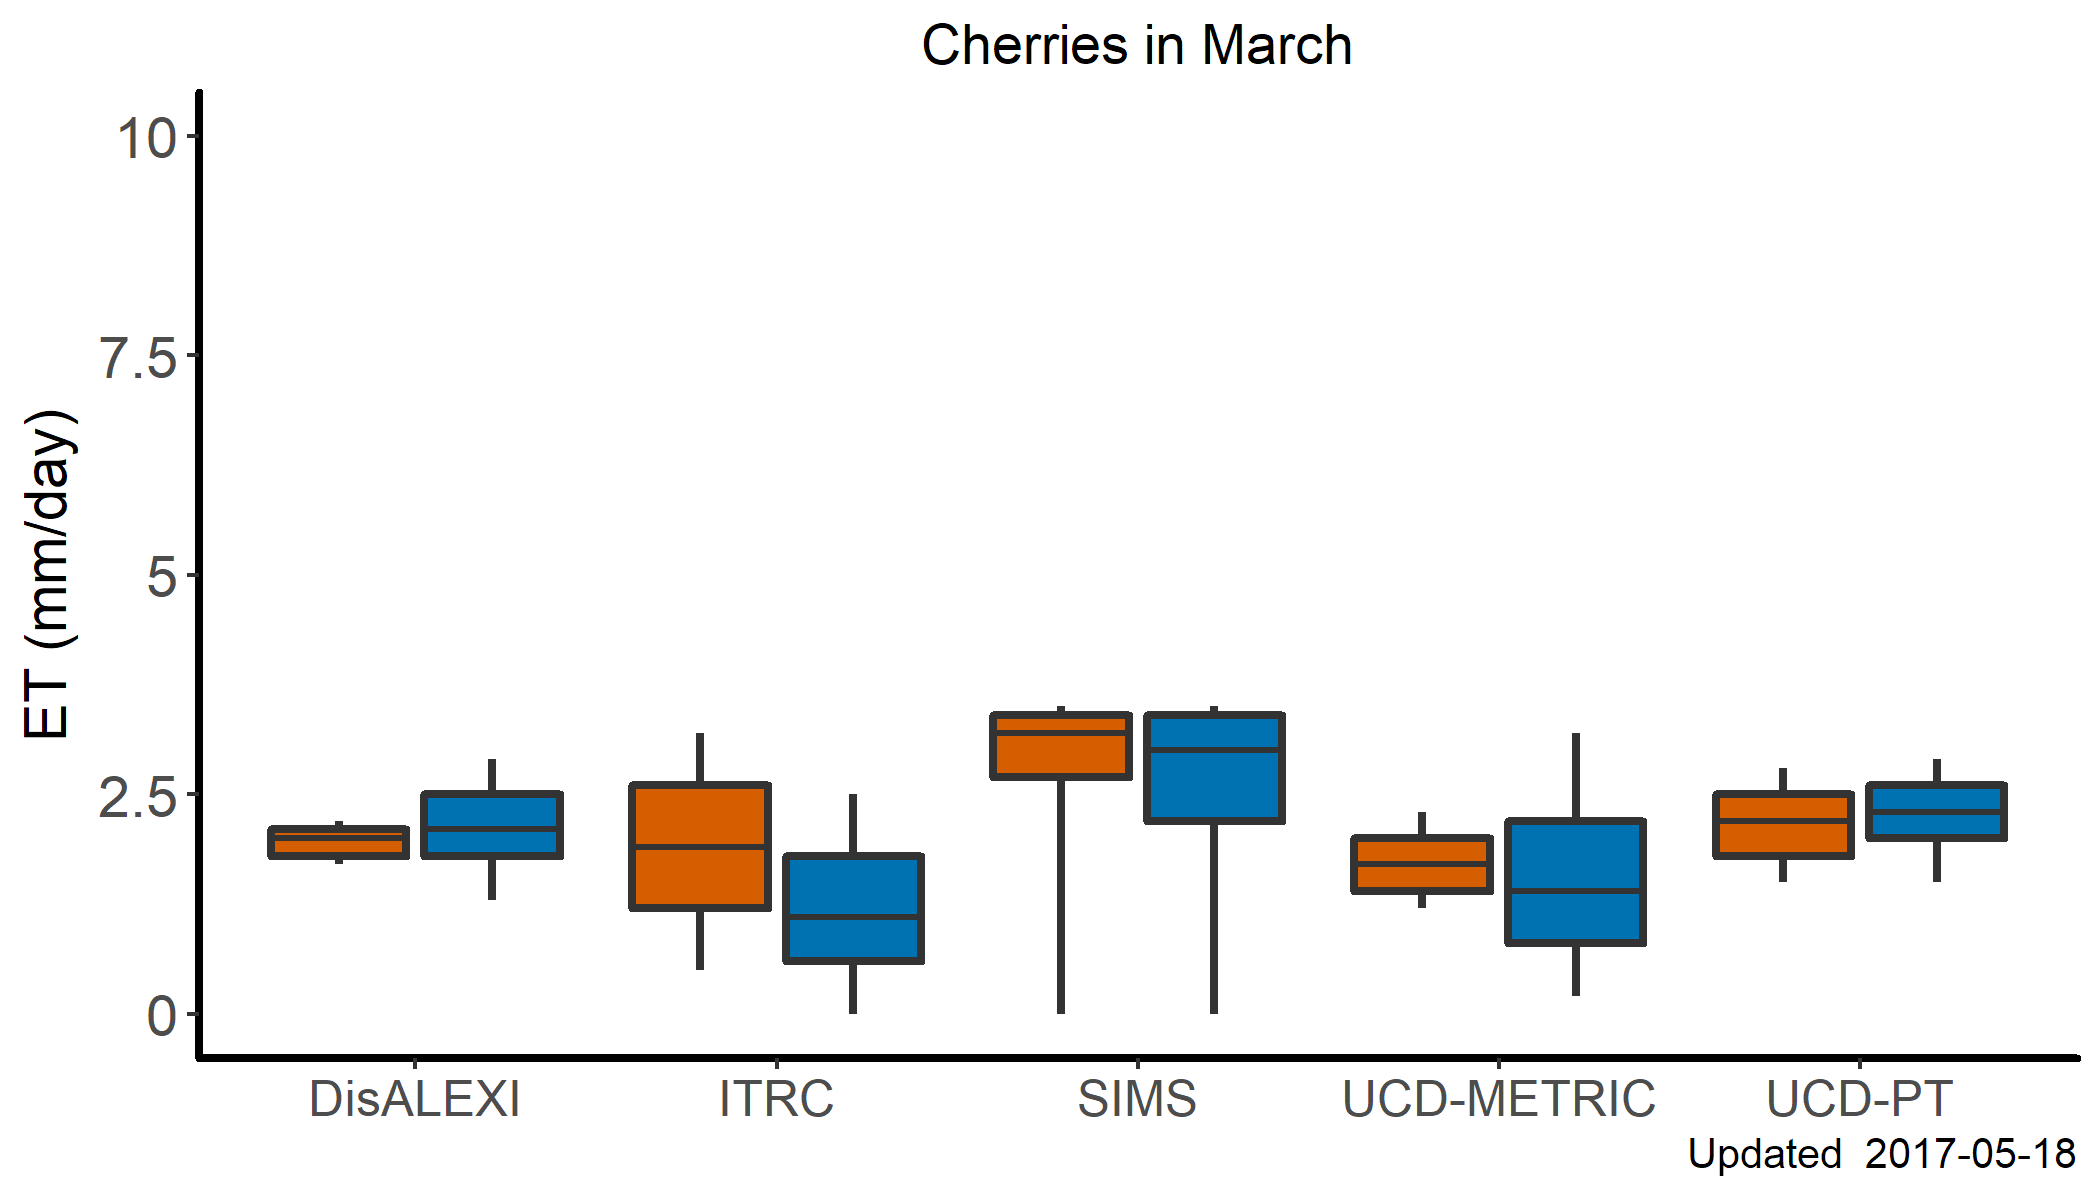 Cherries in March
10
7.5
5
2.5
0
ET (mm/day)
DisALEXI ITRC SIMS UCD-METRIC UCD-PT
Updated  2017-05-18